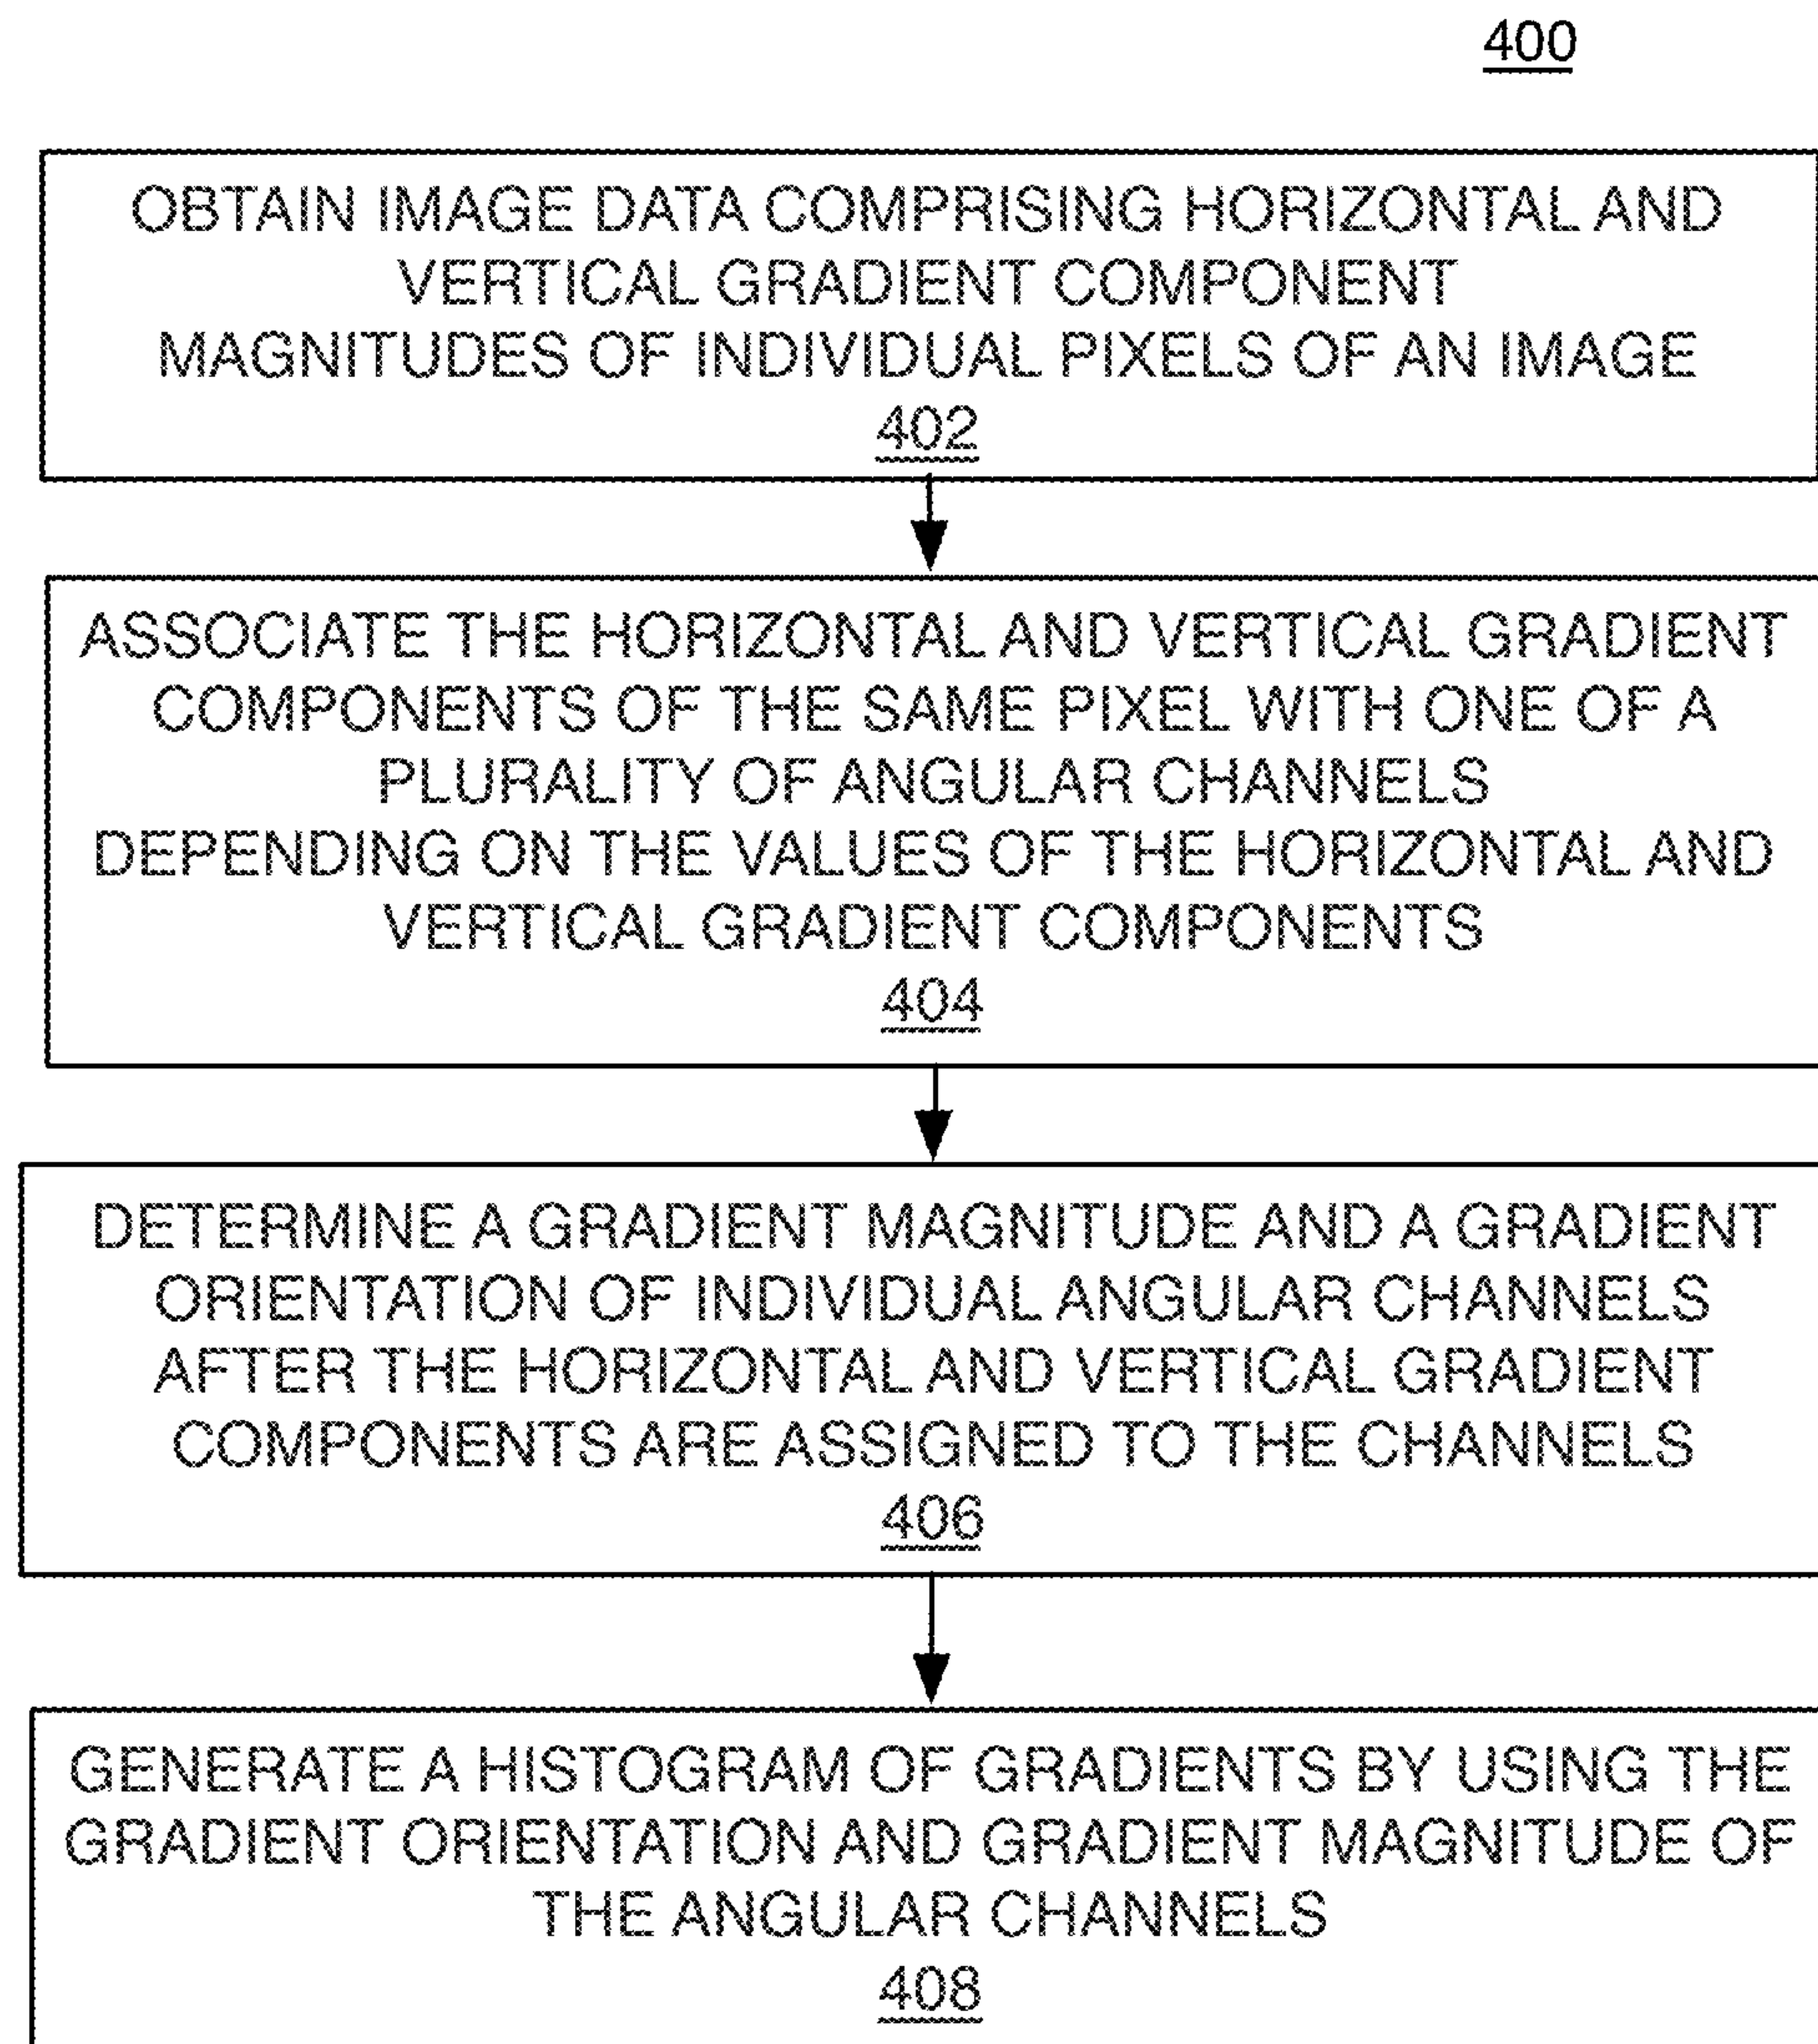 400
OBTAIN IMAGE DATA COMPRISING HORIZONTAL AND
VERTICAL GRADIENT COMPONENT
MAGNITUDES OF INDIVIDUAL PIXELS OF AN IMAGE
402
ASSOCIATE THE HORIZONTAL AND VERTICAL GRADIENT
COMPONENTS OF THE SAME PIXEL WITH ONE OF A
PLURALITY OF ANGULAR CHANNELS
DEPENDING ON THE VALUES OF THE HORIZONTAL AND
VERTICAL GRADIENT COMPONENTS
404
DETERMINE A GRADIENT MAGNITUDE AND A GRADIENT
ORIENTATION OF INDIVIDUAL ANGULAR CHANNELS
AFTER THE HORIZONTAL AND VERTICAL GRADIENT
COMPONENTS ARE ASSIGNED TO THE CHANNELS
406
GENERATE A HISTOGRAM OF GRADIENTS BY USING THE
GRADIENT ORIENTATION AND GRADIENT MAGNITUDE OF
THE ANGULAR CHANNELS
408